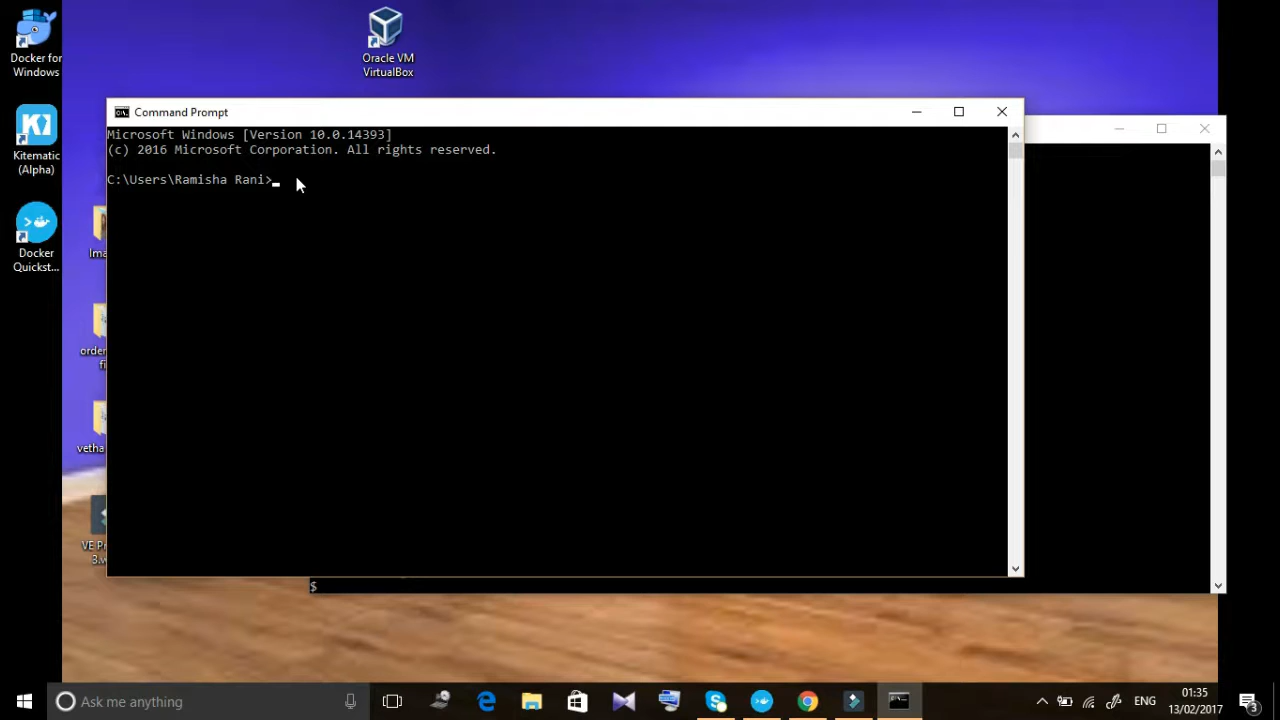 Docker for
Windows
Oracle VM
VirtualBox
Command Prompt
Microsoft Windows [Version 10.0.14393]
(c) 2016 Microsoft Corporation. All rights reserved.
C:\Users\Ramisha Rani>
Kitematic
(Alpha)
Docker
Quickst...
Ima
order
fi
vetha
VE Pr
3.w
$
Ask me anything
ENG
01:35
13/02/2017
3